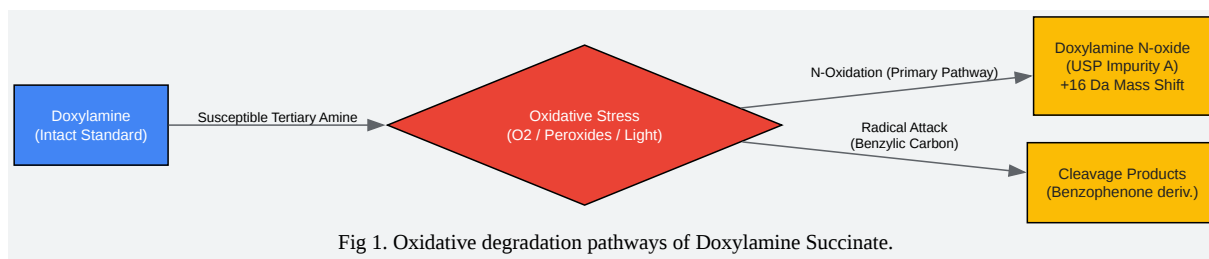 Doxylamine
(Intact Standard)
Susceptible Tertiary Amine
Oxidative Stress
(O2 / Peroxides / Light)
N-Oxidation (Primary Pathway)
Doxylamine N-oxide
(USP Impurity A)
+16 Da Mass Shift
Radical Attack
(Benzylic Carbon)
Cleavage Products
(Benzophenone deriv.)
Fig 1. Oxidative degradation pathways of Doxylamine Succinate.